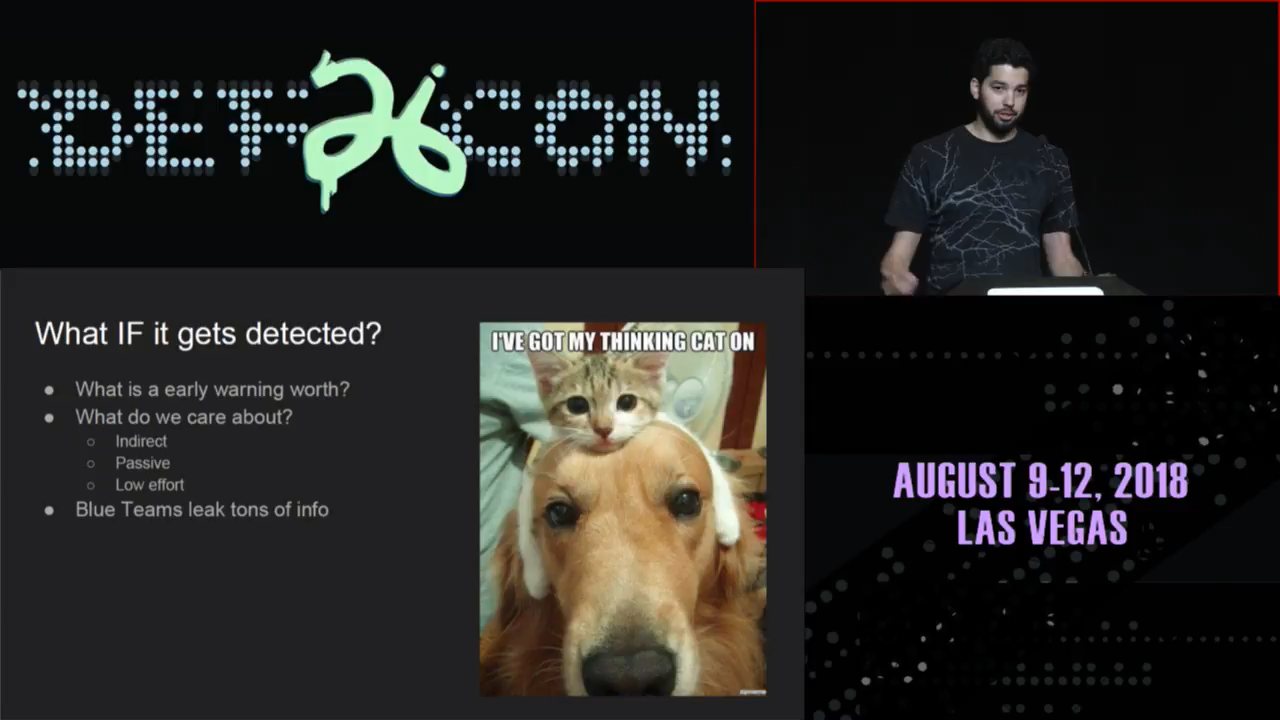 DEF 26 CON
What IF it gets detected?
I'VE GOT MY THINKING CAT ON
● What is a early warning worth?
● What do we care about?
○ Indirect
○ Passive
○ Low effort
● Blue Teams leak tons of info
AUGUST 9-12, 2018
LAS VEGAS